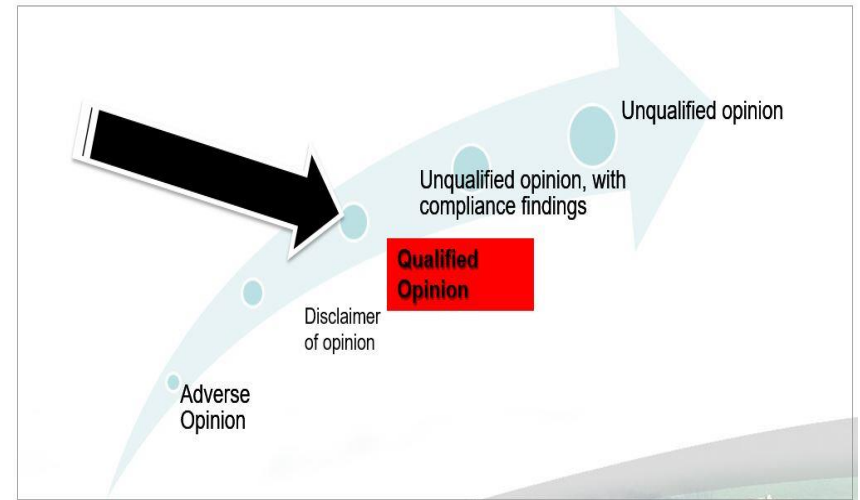 Unqualified opinion
Unqualified opinion, with
compliance findings
Qualified
Opinion
Disclaimer
of opinion
Adverse
Opinion